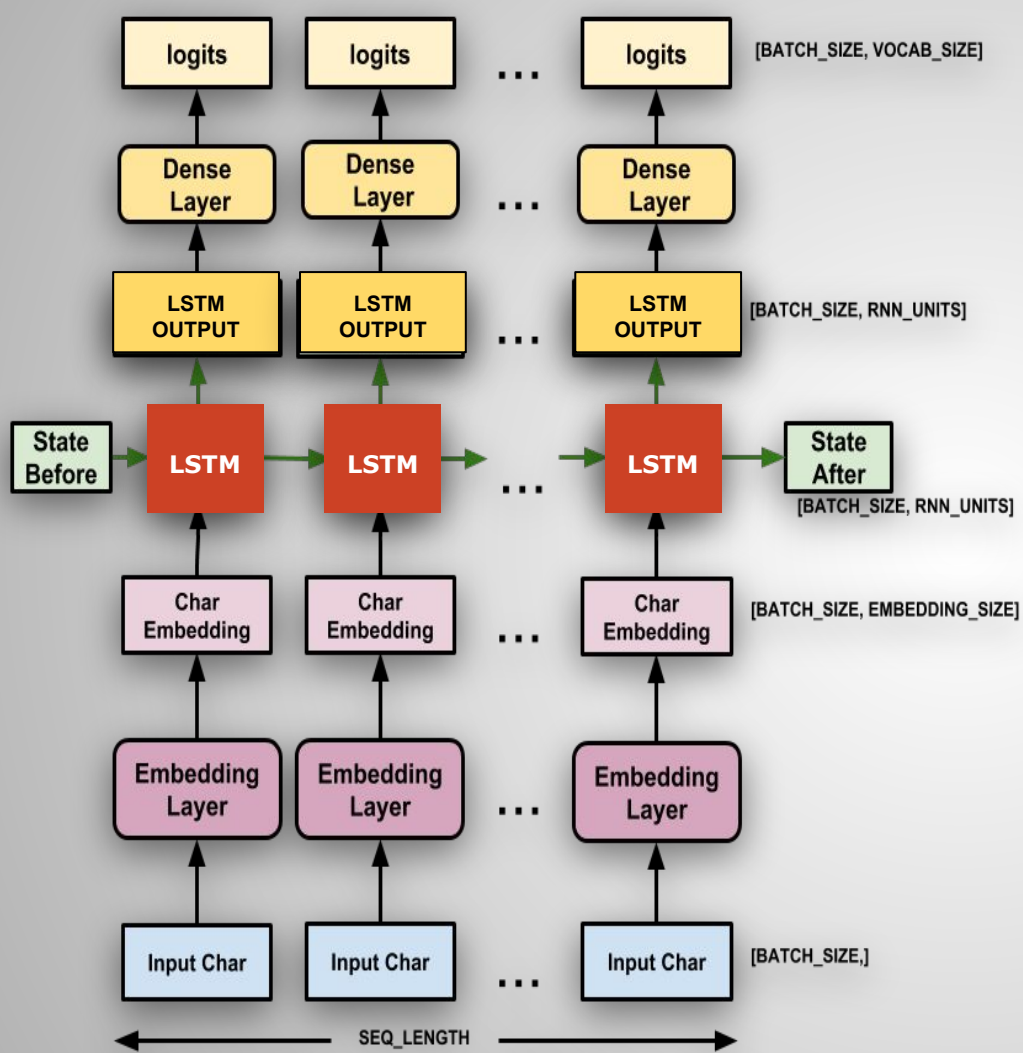 logits
logits
...
logits
[BATCH_SIZE, VOCAB_SIZE]
Dense
Layer
Dense
Layer
...
Dense
Layer
LSTM
OUTPUT
LSTM
OUTPUT
...
LSTM
OUTPUT
[BATCH_SIZE, RNN_UNITS]
State
Before
LSTM
LSTM
...
LSTM
State
After
[BATCH_SIZE, RNN_UNITS]
Char
Embedding
Char
Embedding
...
Char
Embedding
[BATCH_SIZE, EMBEDDING_SIZE]
Embedding
Layer
Embedding
Layer
...
Embedding
Layer
Input Char
Input Char
...
Input Char
[BATCH_SIZE,]
SEQ_LENGTH